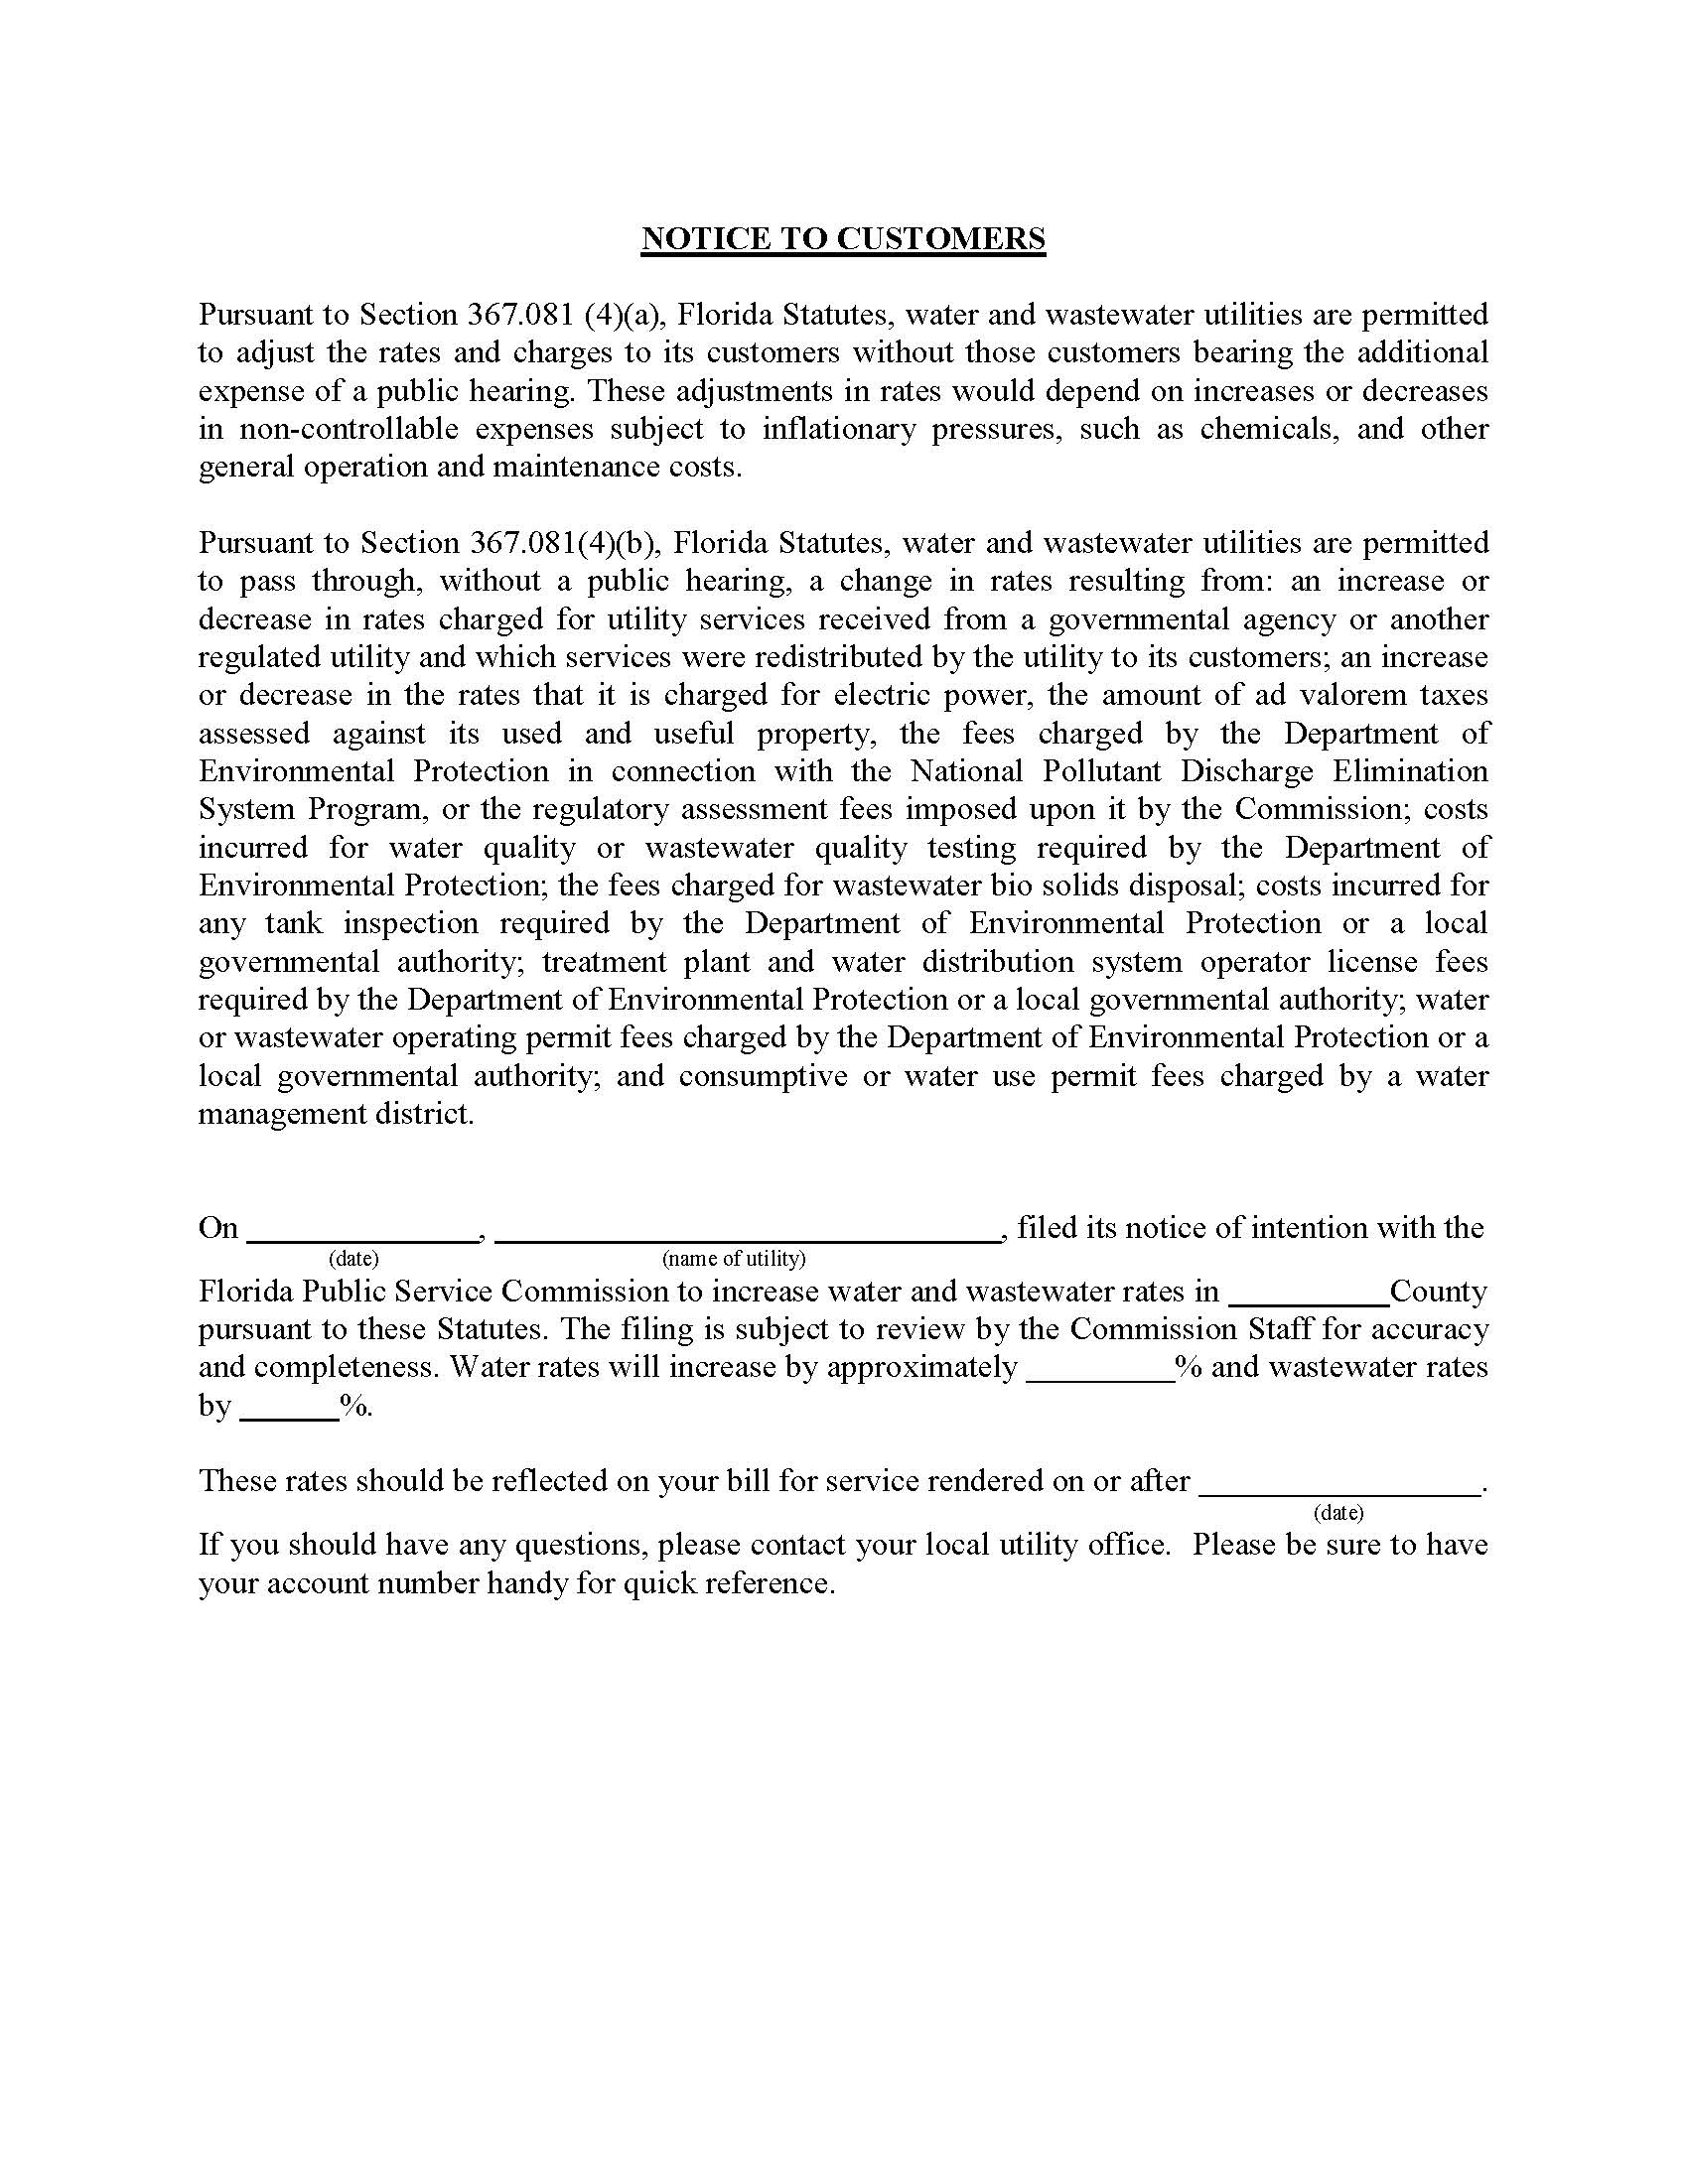 NOTICE TO CUSTOMERS
Pursuant to Section 367.081 (4)(a), Florida Statutes, water and wastewater utilities are permitted
to adjust the rates and charges to its customers without those customers bearing the additional
expense of a public hearing. These adjustments in rates would depend on increases or decreases
in non-controllable expenses subject to inflationary pressures, such as chemicals, and other
general operation and maintenance costs.
Pursuant to Section 367.081(4)(b), Florida Statutes, water and wastewater utilities are permitted
to pass through, without a public hearing, a change in rates resulting from: an increase or
decrease in rates charged for utility services received from a governmental agency or another
regulated utility and which services were redistributed by the utility to its customers; an increase
or decrease in the rates that it is charged for electric power, the amount of ad valorem taxes
assessed against its used and useful property, the fees charged by the Department of
Environmental Protection in connection with the National Pollutant Discharge Elimination
System Program, or the regulatory assessment fees imposed upon it by the Commission; costs
incurred for water quality or wastewater quality testing required by the Department of
Environmental Protection; the fees charged for wastewater bio solids disposal; costs incurred for
any tank inspection required by the Department of Environmental Protection or a local
governmental authority; treatment plant and water distribution system operator license fees
required by the Department of Environmental Protection or a local governmental authority; water
or wastewater operating permit fees charged by the Department of Environmental Protection or a
local governmental authority; and consumptive or water use permit fees charged by a water
management district.
On ______________, ______________________________, filed its notice of intention with the
(date) (name of utility)
Florida Public Service Commission to increase water and wastewater rates in __________County
pursuant to these Statutes. The filing is subject to review by the Commission Staff for accuracy
and completeness. Water rates will increase by approximately _________% and wastewater rates
by ______%.
These rates should be reflected on your bill for service rendered on or after _________________.
(date)
If you should have any questions, please contact your local utility office. Please be sure to have
your account number handy for quick reference.